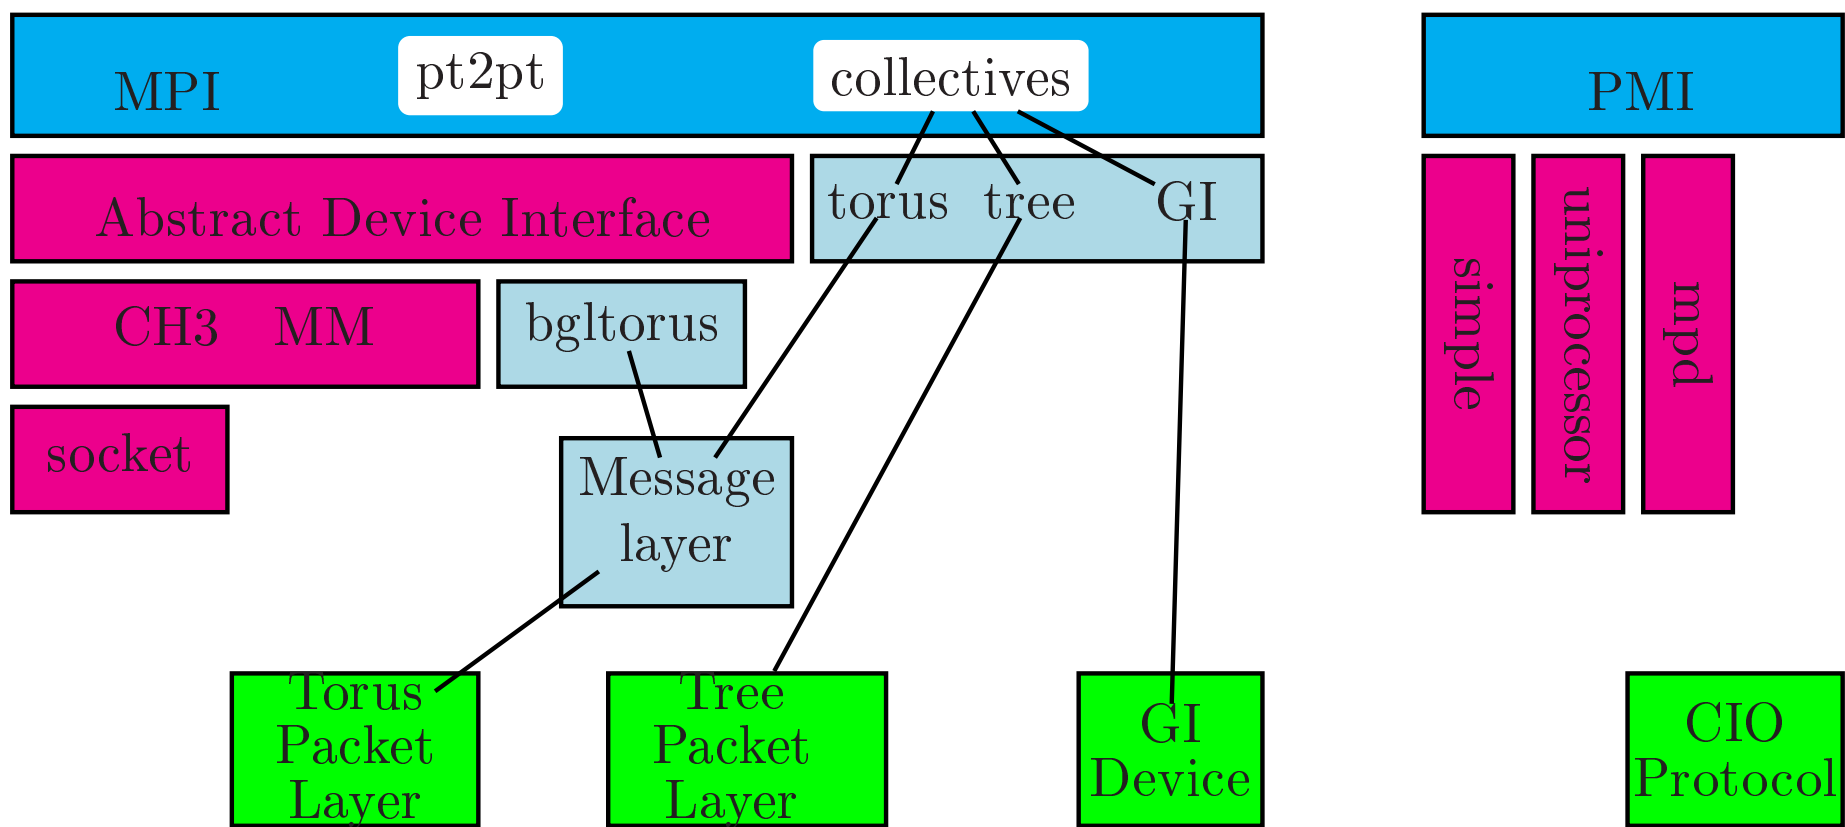 MPI
pt2pt
collectives
PMI
Abstract Device Interface
torus tree GI
simple
uniprocessor
mpd
CH3 MM
bgltorus
socket
Message
layer
Torus
Packet
Layer
Tree
Packet
Layer
GI
Device
CIO
Protocol